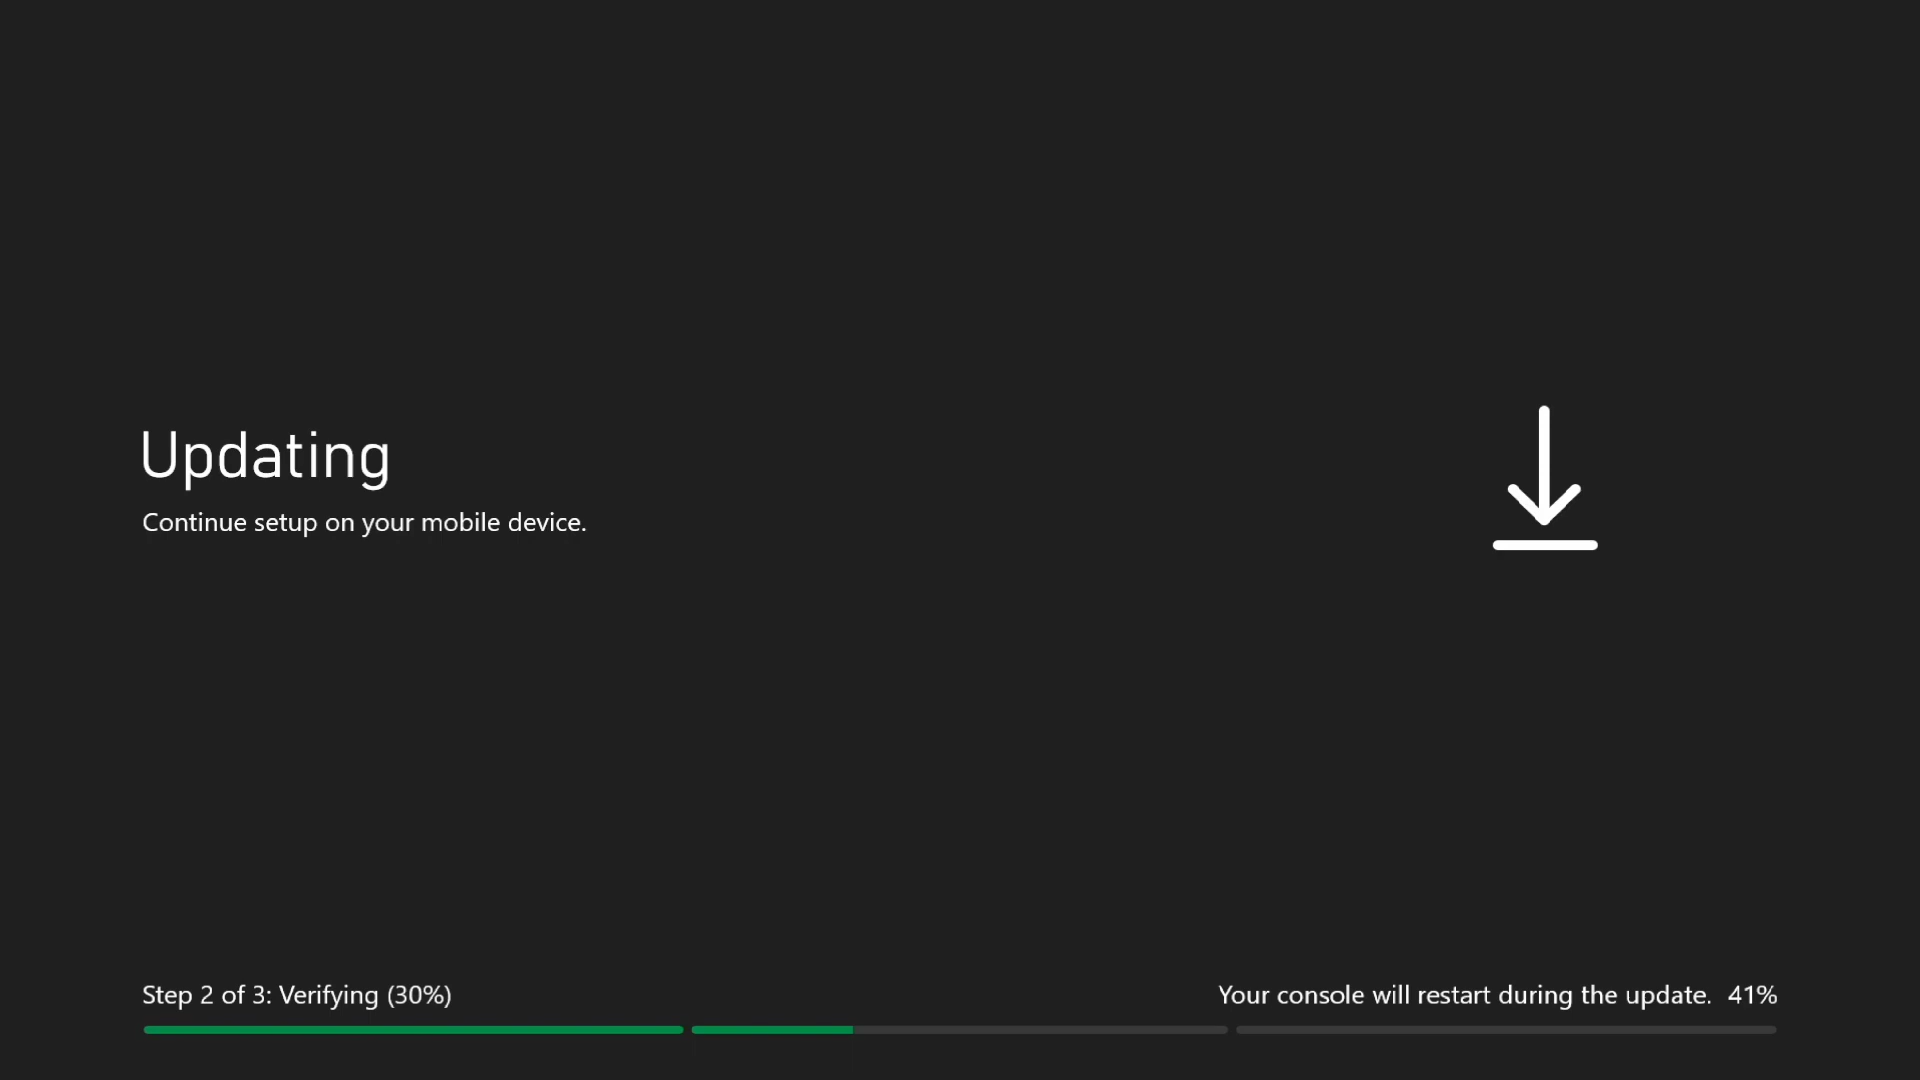 Updating
Continue setup on your mobile device.
Step 2 of 3: Verifying (30%)
Your console will restart during the update. 41%